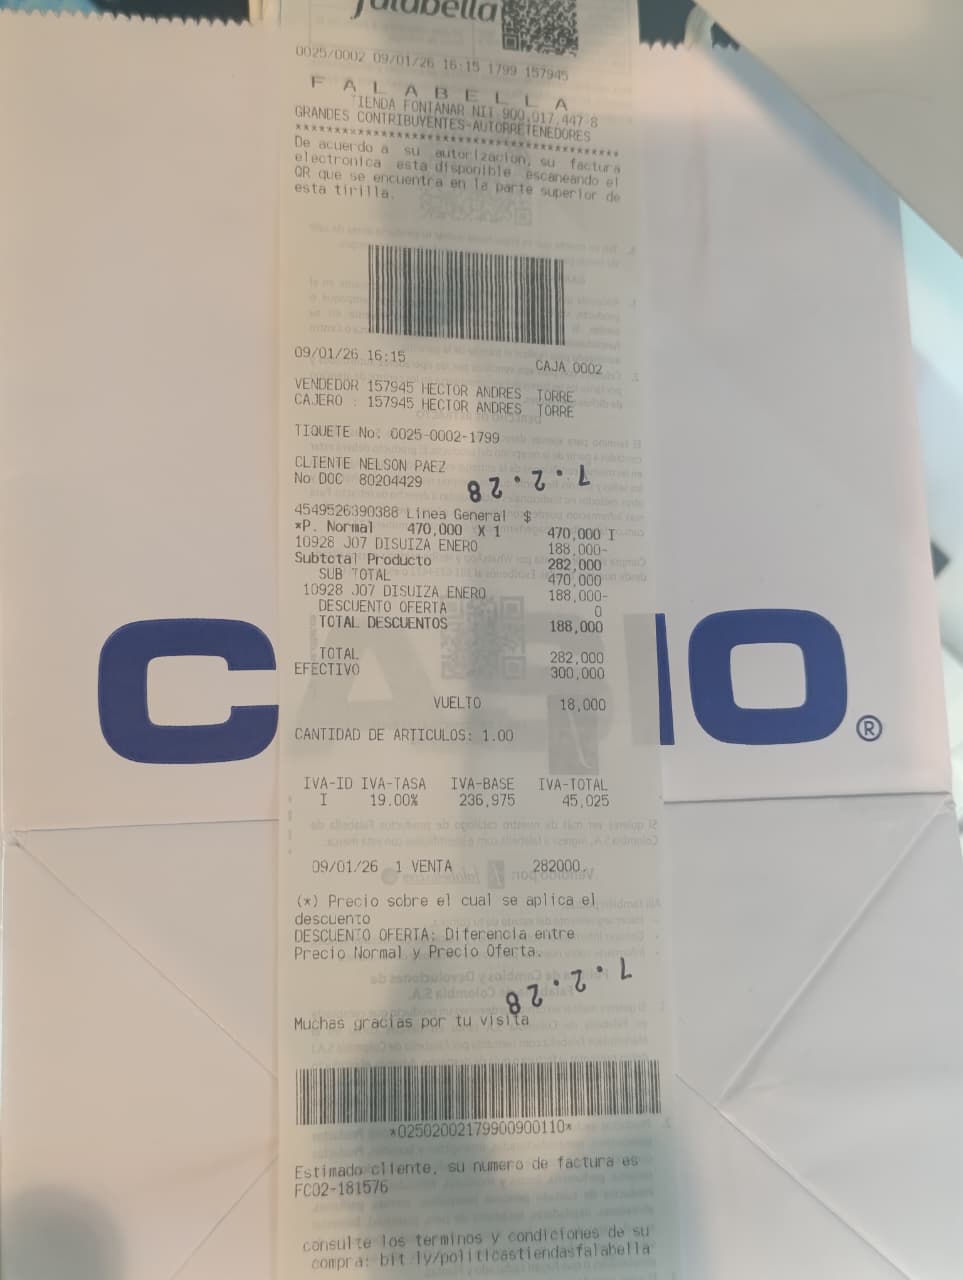 falabella
0025/0002 09/01/26 16:15 1799 157945
F A L A B E L L A
TIENDA FONTANAR NIT 900,017,447 8
GRANDES CONTRIBUYENTES-AUTORRETENEDORES
****************************************
De acuerdo a su autorizacion, su factura
electronica esta disponible escaneando el
QR que se encuentra en la parte superior de
esta tirilla.
09/01/26 16:15 CAJA 0002
VENDEDOR 157945 HECTOR ANDRES TORRE
CAJERO : 157945 HECTOR ANDRES TORRE
TIQUETE No: 0025-0002-1799
CLIENTE NELSON PAEZ
No DOC 80204429
7.2.28
4549526390388 Linea General $
*P. Normal 470,000 X 1 470,000 I
10928 J07 DISUIZA ENERO 188,000-
Subtotal Producto 282,000
SUB TOTAL 470,000
10928 J07 DISUIZA ENERO 188,000-
DESCUENTO OFERTA 0
TOTAL DESCUENTOS 188,000
TOTAL 282,000
EFECTIVO 300,000
VUELTO 18,000
CANTIDAD DE ARTICULOS: 1.00
IVA-ID IVA-TASA IVA-BASE IVA-TOTAL
I 19.00% 236,975 45,025
09/01/26 1 VENTA 282000.
(*) Precio sobre el cual se aplica el
descuento
DESCUENTO OFERTA: Diferencia entre
Precio Normal y Precio Oferta.
7.2.28
Muchas gracias por tu visita
*02502002179900900110*
Estimado cliente, su numero de factura es
FC02-181576
consulte los terminos y condiciones de su
compra: bit ly/politicastiendasfalabella
CASIO®